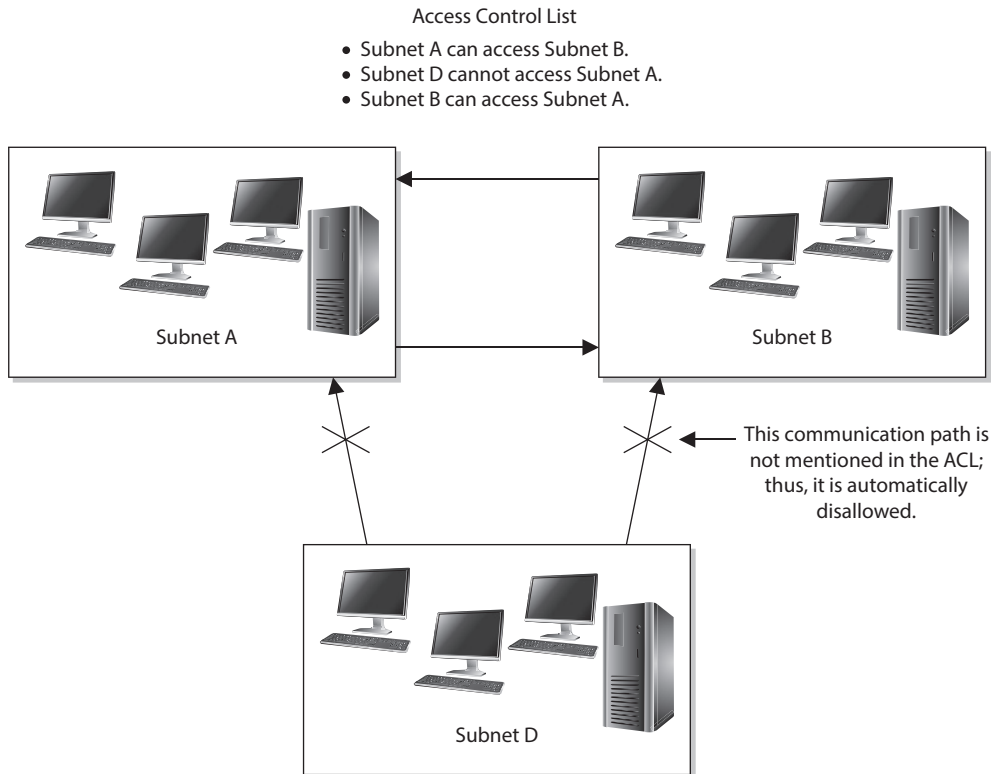 Access Control List
• Subnet A can access Subnet B.
• Subnet D cannot access Subnet A.
• Subnet B can access Subnet A.
Subnet A
Subnet B
This communication path is
not mentioned in the ACL;
thus, it is automatically
disallowed.
Subnet D